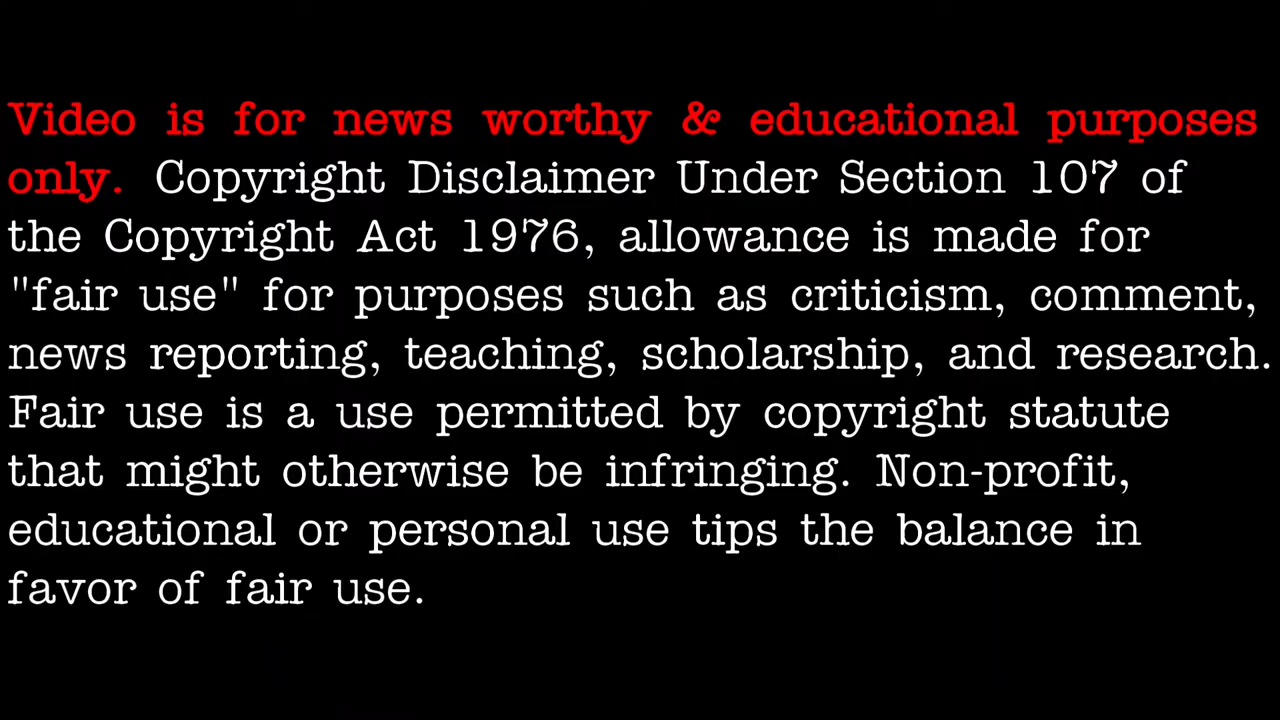 Video is for news worthy & educational purposes
only. Copyright Disclaimer Under Section 107 of
the Copyright Act 1976, allowance is made for
"fair use" for purposes such as criticism, comment,
news reporting, teaching, scholarship, and research.
Fair use is a use permitted by copyright statute
that might otherwise be infringing. Non-profit,
educational or personal use tips the balance in
favor of fair use.